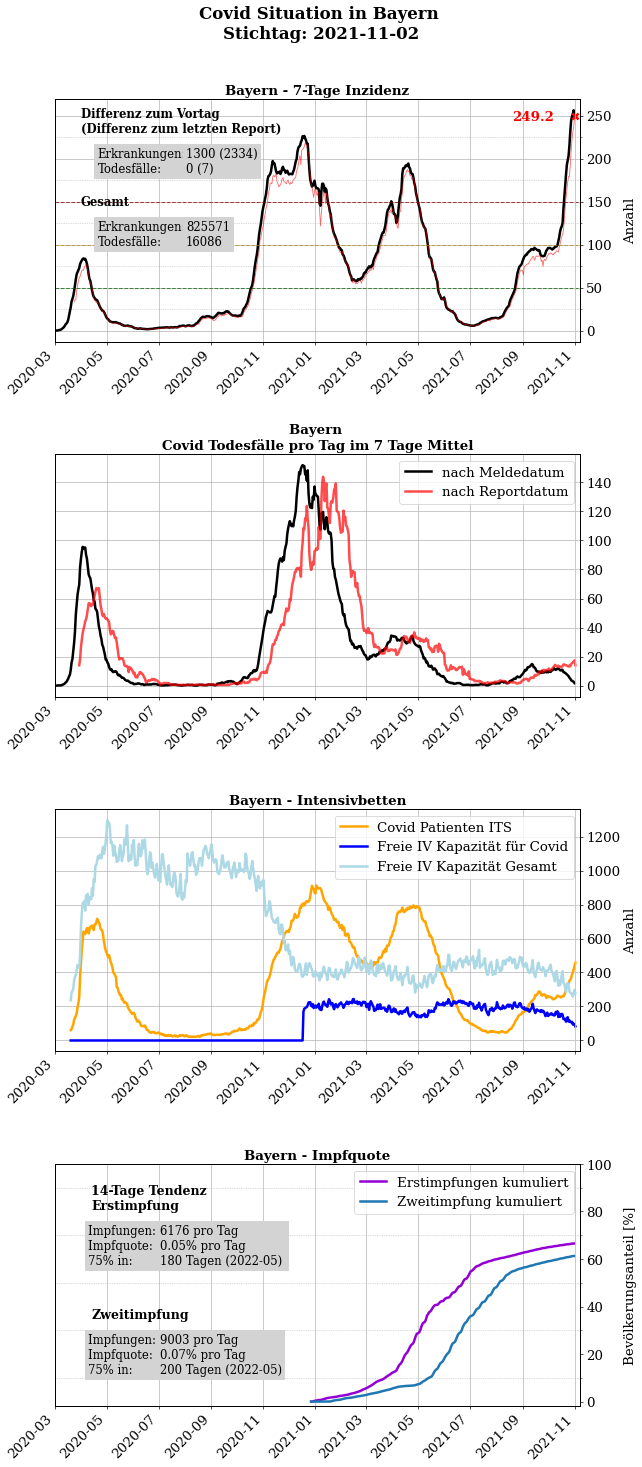 Covid Situation in Bayern
Stichtag: 2021-11-02
Bayern - 7-Tage Inzidenz
Differenz zum Vortag
(Differenz zum letzten Report)
Erkrankungen 1300 (2334)
Todesfälle: 0 (7)
Gesamt
Erkrankungen 825571
Todesfälle: 16086
249.2
250
200
150
100
50
0
Anzahl
2020-03 2020-05 2020-07 2020-09 2020-11 2021-01 2021-03 2021-05 2021-07 2021-09 2021-11
Bayern
Covid Todesfälle pro Tag im 7 Tage Mittel
nach Meldedatum
nach Reportdatum
140
120
100
80
60
40
20
0
2020-03 2020-05 2020-07 2020-09 2020-11 2021-01 2021-03 2021-05 2021-07 2021-09 2021-11
Bayern - Intensivbetten
Covid Patienten ITS
Freie IV Kapazität für Covid
Freie IV Kapazität Gesamt
1200
1000
800
600
400
200
0
Anzahl
2020-03 2020-05 2020-07 2020-09 2020-11 2021-01 2021-03 2021-05 2021-07 2021-09 2021-11
Bayern - Impfquote
14-Tage Tendenz
Erstimpfung
Impfungen: 6176 pro Tag
Impfquote: 0.05% pro Tag
75% in: 180 Tagen (2022-05)
Zweitimpfung
Impfungen: 9003 pro Tag
Impfquote: 0.07% pro Tag
75% in: 200 Tagen (2022-05)
Erstimpfungen kumuliert
Zweitimpfung kumuliert
100
80
60
40
20
0
Bevölkerungsanteil [%]
2020-03 2020-05 2020-07 2020-09 2020-11 2021-01 2021-03 2021-05 2021-07 2021-09 2021-11